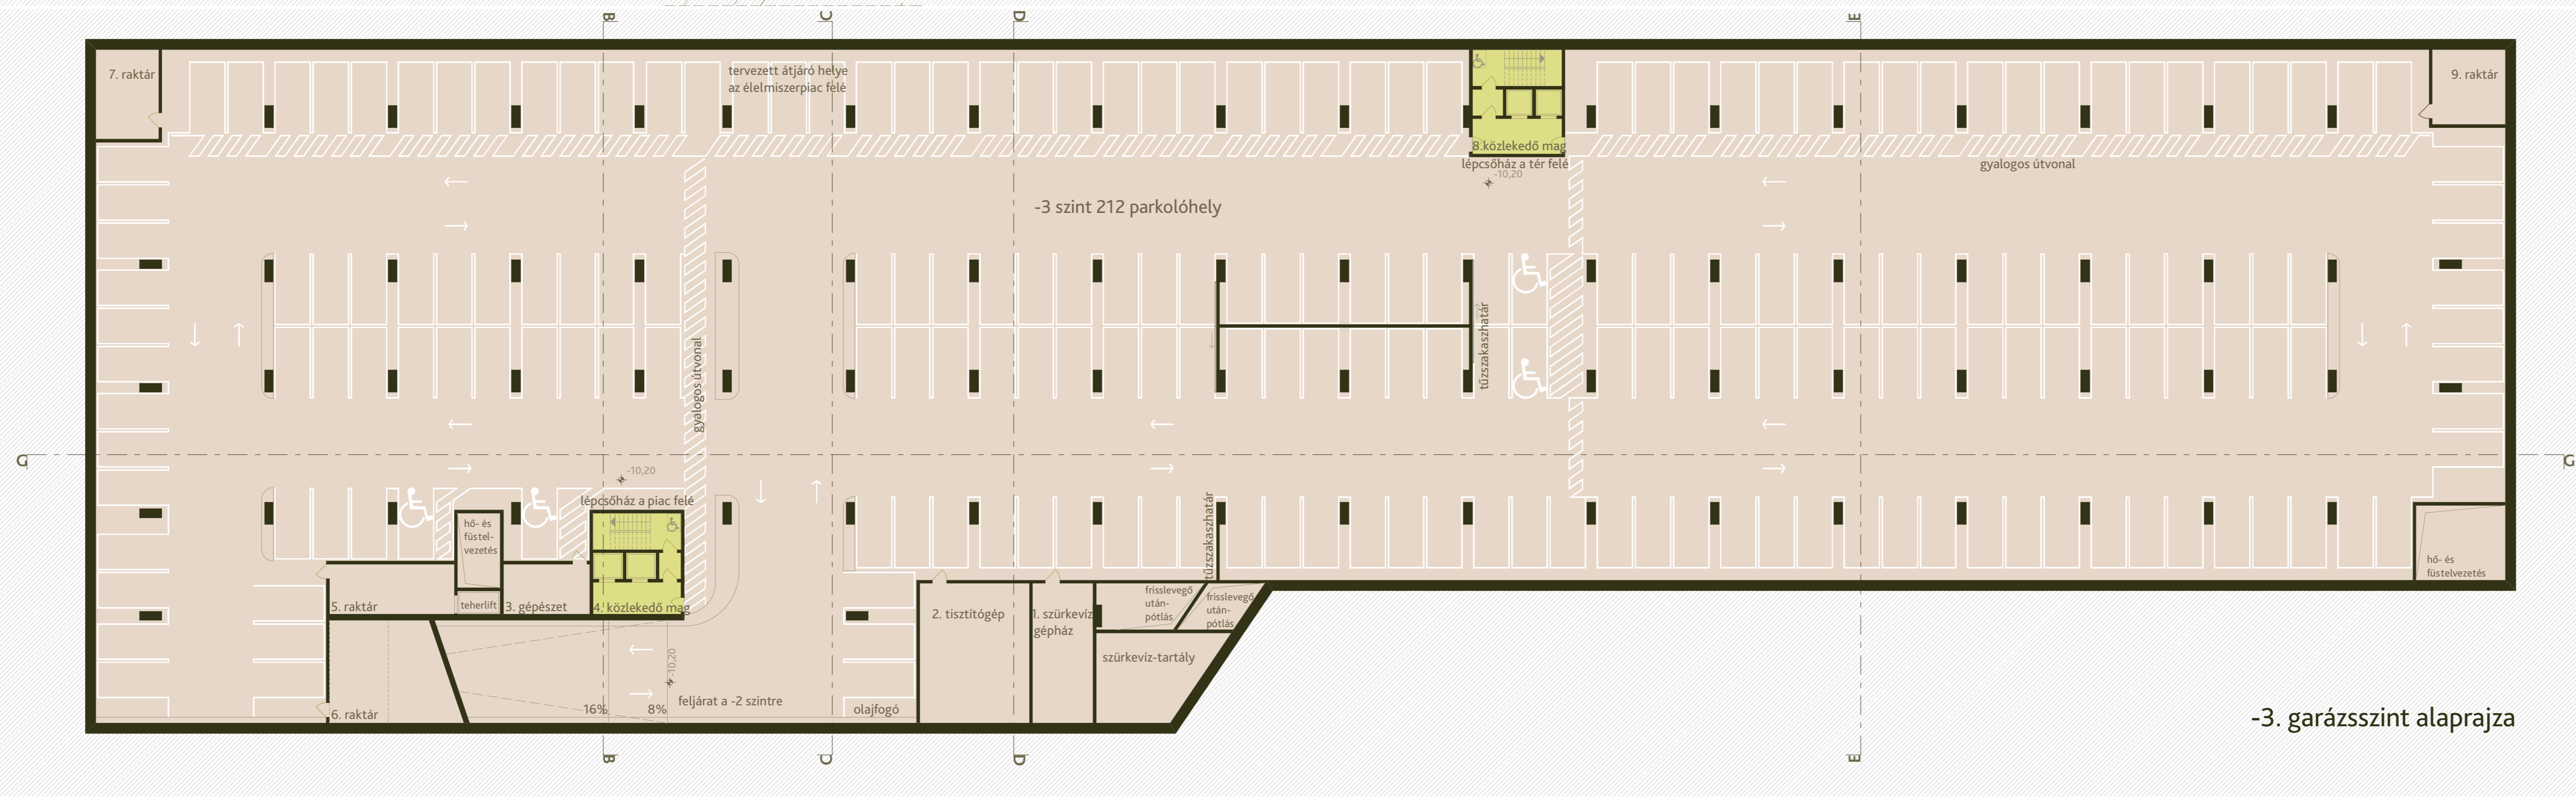 B
C
D
E
7. raktár
tervezett átjáró helye
az élelmiszerpiac felé
9. raktár
8.közlekedő mag
lépcsőház a tér felé
-10,20
gyalogos útvonal
-3 szint 212 parkolóhely
tűzszakaszhatár
gyalogos útvonal
G
G
-10,20
lépcsőház a piac felé
hő- és
füstel-
vezetés
tűzszakaszhatár
hő- és
füstelvezetés
5. raktár
teherlift
3. gépészet
4. közlekedő mag
2. tisztítógép
1. szürkevíz
gépház
frisslevegő
után-
pótlás
frisslevegő
után-
pótlás
szürkevíz-tartály
-10,20
6. raktár
16%
8%
feljárat a -2 szintre
olajfogó
-3. garázsszint alaprajza
B
C
D
E